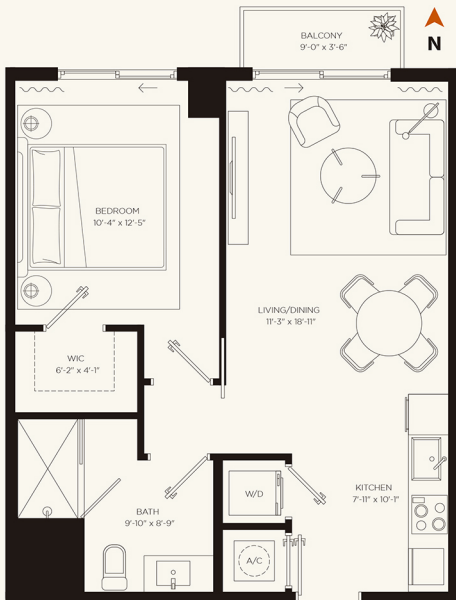 BALCONY
9'-0" x 3'-6"
N
BEDROOM
10'-4" x 12'-5"
LIVING/DINING
11'-3" x 18'-11"
WIC
6'-2" x 4'-1"
KITCHEN
7'-11" x 10'-1"
W/D
BATH
9'-10" x 8'-9"
A/C